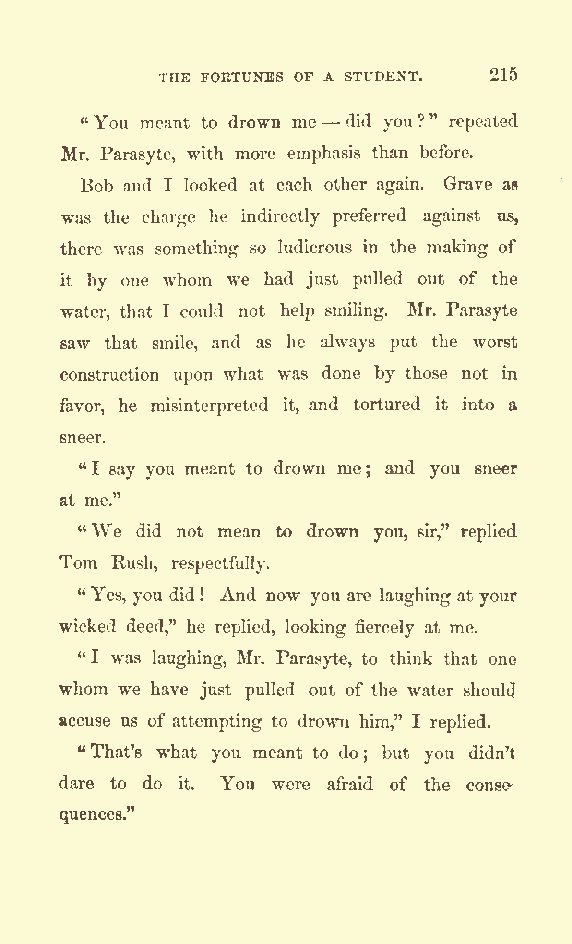 THE FORTUNES OF A STUDENT. 215
“You meant to drown me — did you?” repeated
Mr. Parasyte, with more emphasis than before.
Bob and I looked at each other again. Grave as
was the charge he indirectly preferred against us,
there was something so ludicrous in the making of
it by one whom we had just pulled out of the
water, that I could not help smiling. Mr. Parasyte
saw that smile, and as he always put the worst
construction upon what was done by those not in
favor, he misinterpreted it, and tortured it into a
sneer.
“I say you meant to drown me; and you sneer
at me.”
“We did not mean to drown you, sir,” replied
Tom Rush, respectfully.
“Yes, you did! And now you are laughing at your
wicked deed,” he replied, looking fiercely at me.
“I was laughing, Mr. Parasyte, to think that one
whom we have just pulled out of the water should
accuse us of attempting to drown him,” I replied.
“That’s what you meant to do; but you didn’t
dare to do it. You were afraid of the conse-
quences.”